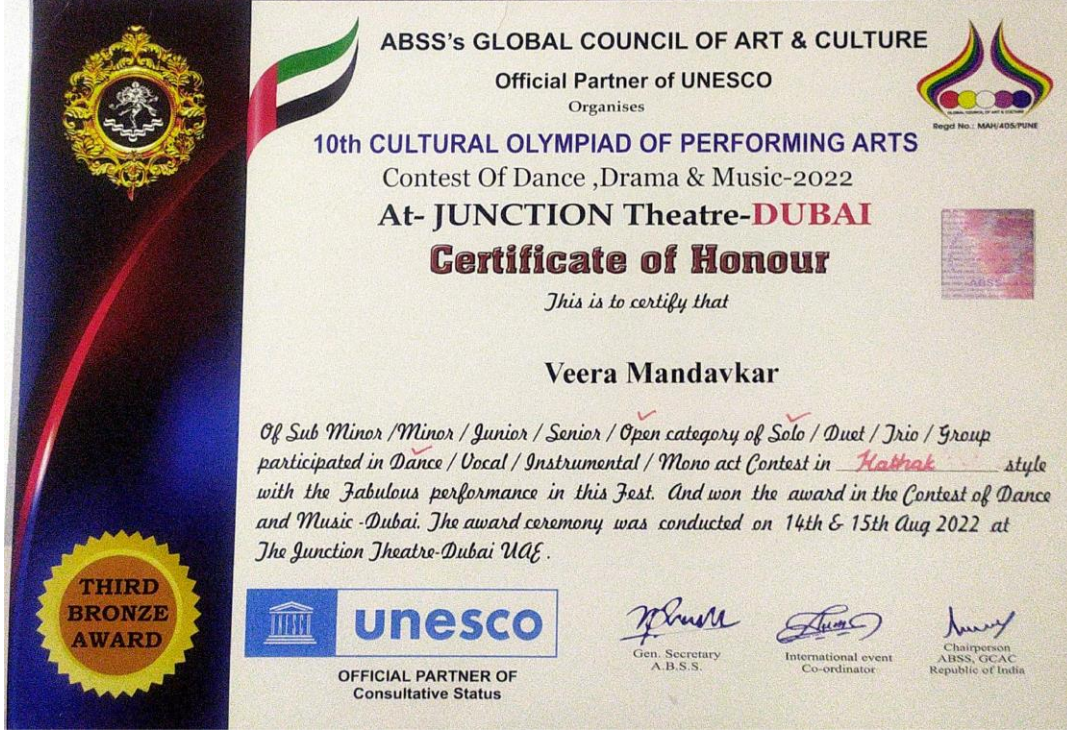 ABSS's GLOBAL COUNCIL OF ART & CULTURE
Official Partner of UNESCO
Organises
10th CULTURAL OLYMPIAD OF PERFORMING ARTS
Contest Of Dance ,Drama & Music-2022
At- JUNCTION Theatre-DUBAI
Certificate of Honour
This is to certify that
GLOBAL COUNCIL OF ART & CULTURE
Regd No.: MAH/405/PUNE
ABSS
Veera Mandavkar
Of Sub Minor /Minor / Junior / Senior / Open category of Solo / Duet / Trio / Group
participated in Dance / Vocal / Instrumental / Mono act Contest in Kathak style
with the Fabulous performance in this Fest. And won the award in the Contest of Dance
and Music -Dubai. The award ceremony was conducted on 14th & 15th Aug 2022 at
The Junction Theatre-Dubai UAE.
THIRD
BRONZE
AWARD
unesco
OFFICIAL PARTNER OF
Consultative Status
Gen. Secretary
A.B.S.S.
International event
Co-ordinator
Chairperson
ABSS, GCAC
Republic of India